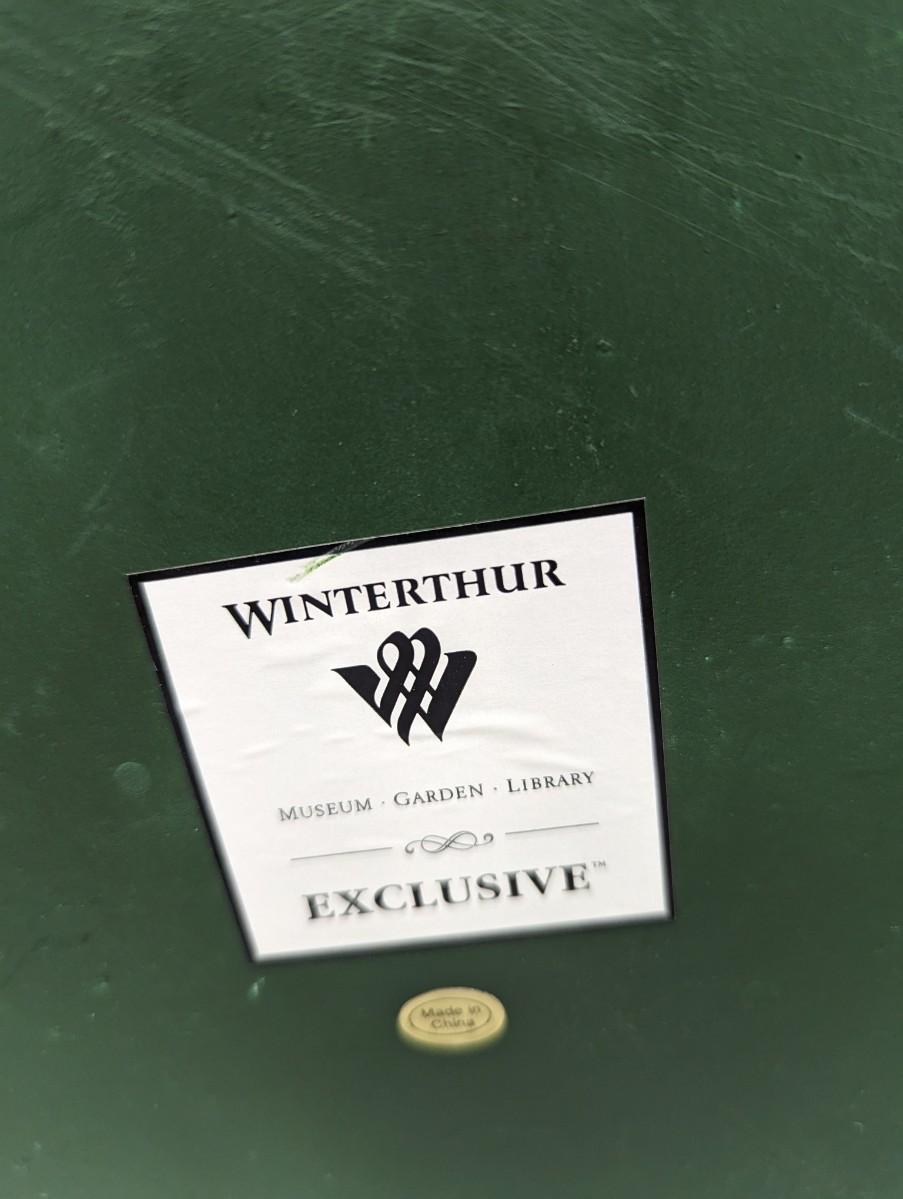 WINTERTHUR
MUSEUM · GARDEN · LIBRARY
EXCLUSIVE™
Made in
China